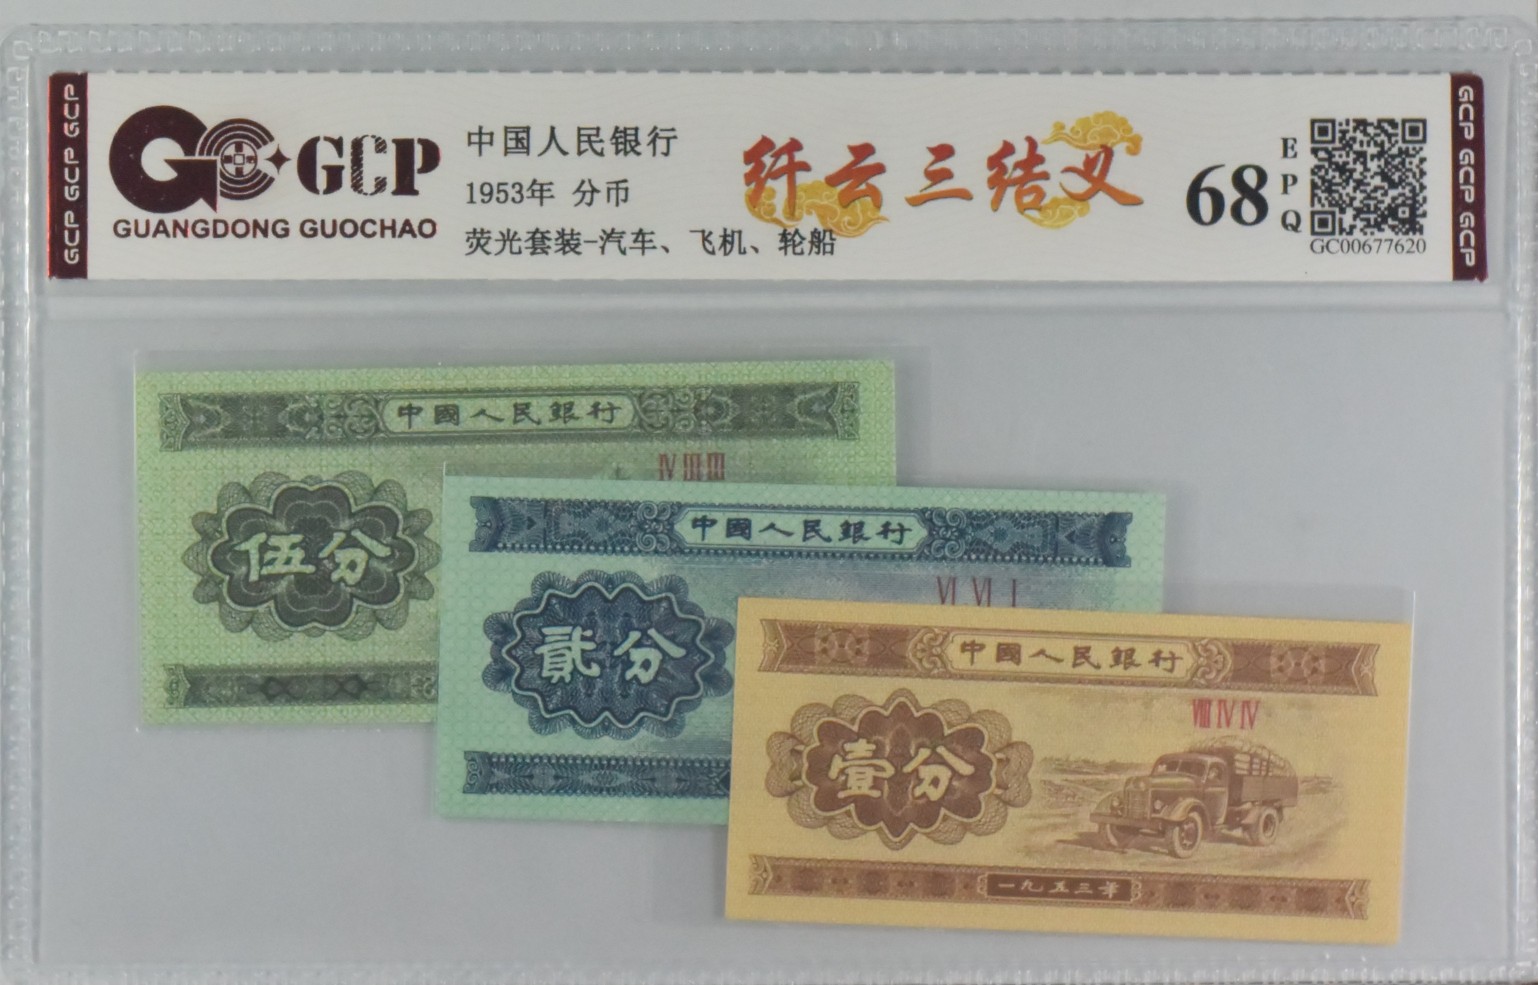 GCP GCP GCP
GCP
GUANGDONG GUOCHAO
中国人民银行
1953年 分币
荧光套装-汽车、飞机、轮船
纤云三结义
68
EPQ
GC00677620
GCP GCP GCP
中國人民銀行
Ⅳ Ⅲ Ⅲ
伍分
中國人民銀行
Ⅵ Ⅵ Ⅰ
貳分
中國人民銀行
Ⅷ Ⅳ Ⅳ
壹分
一九五三年